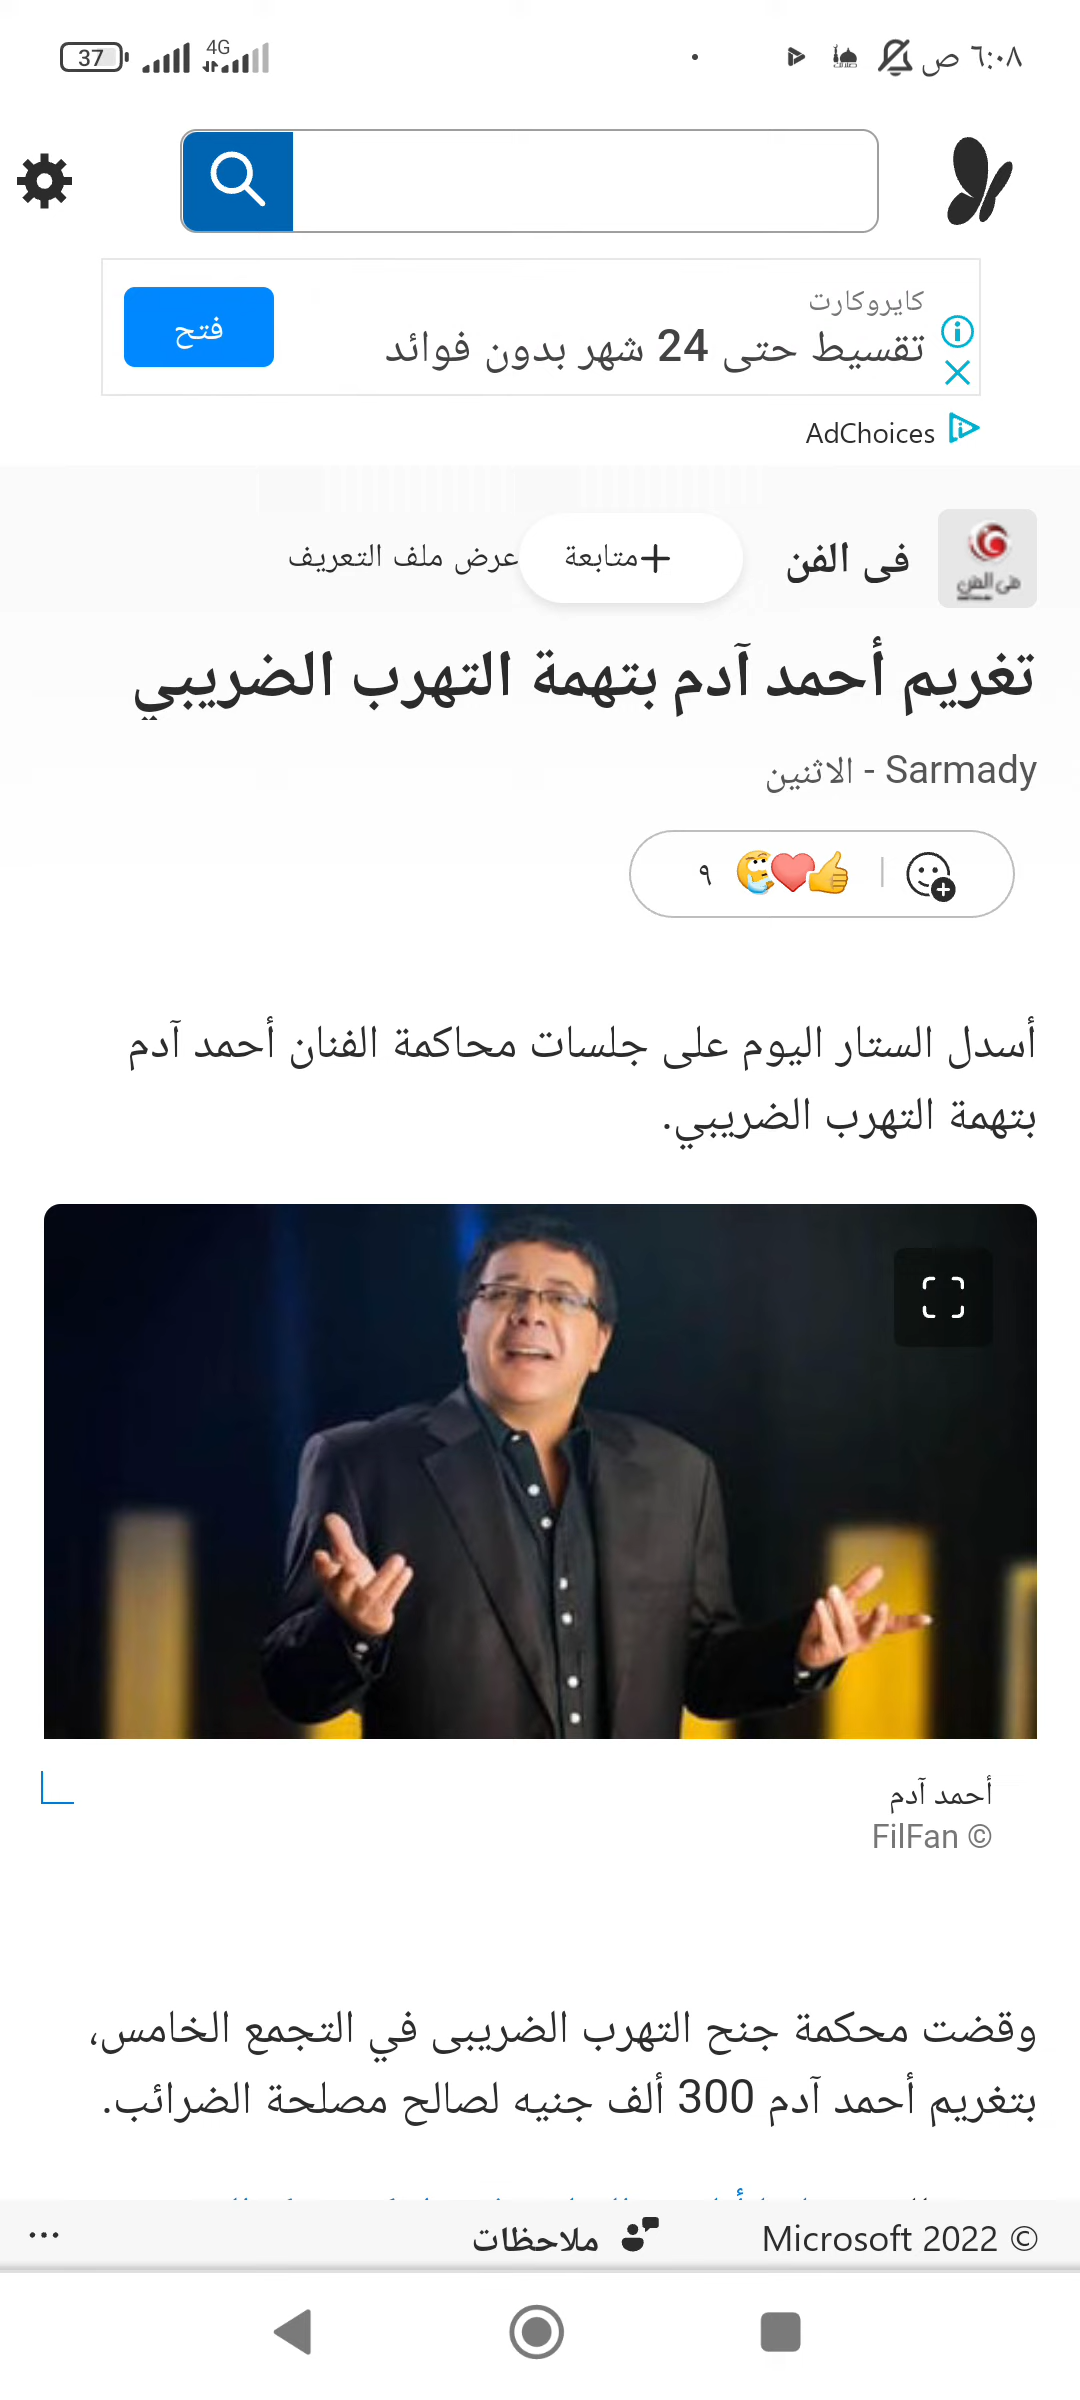 37 4G ٦:٠٨ ص
كايروكارت
تقسيط حتى 24 شهر بدون فوائد
فتح
AdChoices
في الفن
فى الفن
+متابعة
عرض ملف التعريف
تغريم أحمد آدم بتهمة التهرب الضريبي
Sarmady - الاثنين
٩
أسدل الستار اليوم على جلسات محاكمة الفنان أحمد آدم
بتهمة التهرب الضريبي.
أحمد آدم
© FilFan
وقضت محكمة جنح التهرب الضريبى في التجمع الخامس،
بتغريم أحمد آدم 300 ألف جنيه لصالح مصلحة الضرائب.
© Microsoft 2022
ملاحظات
...